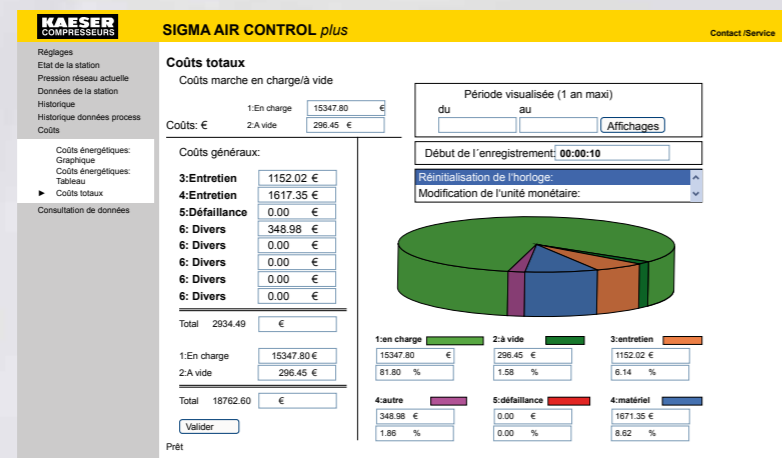 KAESER
COMPRESSEURS
SIGMA AIR CONTROL plus
Contact /Service
Réglages
Etat de la station
Pression réseau actuelle
Données de la station
Historique
Historique données process
Coûts
Coûts énergétiques:
Graphique
Coûts énergétiques:
Tableau
► Coûts totaux
Consultation de données
Coûts totaux
Coûts marche en charge/à vide
1:En charge 15347.80 €
Coûts: € 2:A vide 296.45 €
Coûts généraux:
3:Entretien 1152.02 €
4:Entretien 1617.35 €
5:Défaillance 0.00 €
6: Divers 348.98 €
6: Divers 0.00 €
6: Divers 0.00 €
6: Divers 0.00 €
6: Divers 0.00 €
Total 2934.49 €
1:En charge 15347.80 €
2:A vide 296.45 €
Total 18762.60 €
Valider
Prêt
Période visualisée (1 an maxi)
du au
Affichages
Début de l´enregistrement: 00:00:10
Réinitialisation de l'horloge:
Modification de l'unité monétaire:
1:en charge 2:à vide 3:entretien
15347.80 € 296.45 € 1152.02 €
81.80 % 1.58 % 6.14 %
4:autre 5:défaillance 4:matériel
348.98 € 0.00 € 1671.35 €
1.86 % 0.00 % 8.62 %